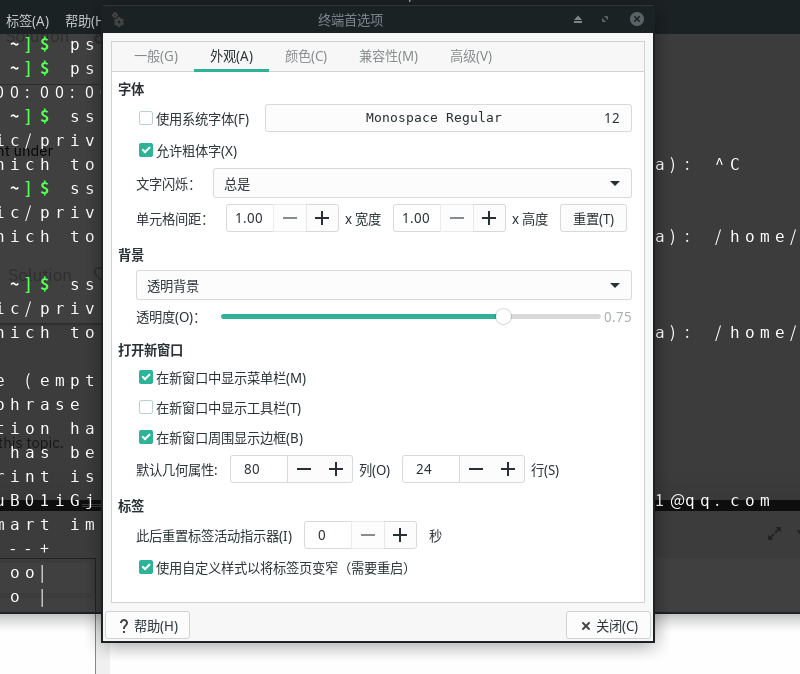 终端首选项
标签(A) 帮助(H
一般(G) 外观(A) 颜色(C) 兼容性(M) 高级(V)
~]$ ps
~]$ ps
00:00:0
~]$ ss
ic/priv
nt under
hich to
a): ^C
~]$ ss
ic/priv
hich to
a): /home/
Solution
~]$ ss
ic/priv
hich to
a): /home/
e (empt
phrase
tion ha
this topic.
has be
rint is
uBO1iGj
1@qq.com
mart im
--+
oo|
o |
字体
使用系统字体(F)
Monospace Regular 12
允许粗体字(X)
文字闪烁： 总是
单元格间距： 1.00 — + x 宽度 1.00 — + x 高度 重置(T)
背景
透明背景
透明度(O)： 0.75
打开新窗口
在新窗口中显示菜单栏(M)
在新窗口中显示工具栏(T)
在新窗口周围显示边框(B)
默认几何属性: 80 — + 列(O) 24 — + 行(S)
标签
此后重置标签活动指示器(I) 0 — + 秒
使用自定义样式以将标签页变窄（需要重启）
? 帮助(H)
× 关闭(C)